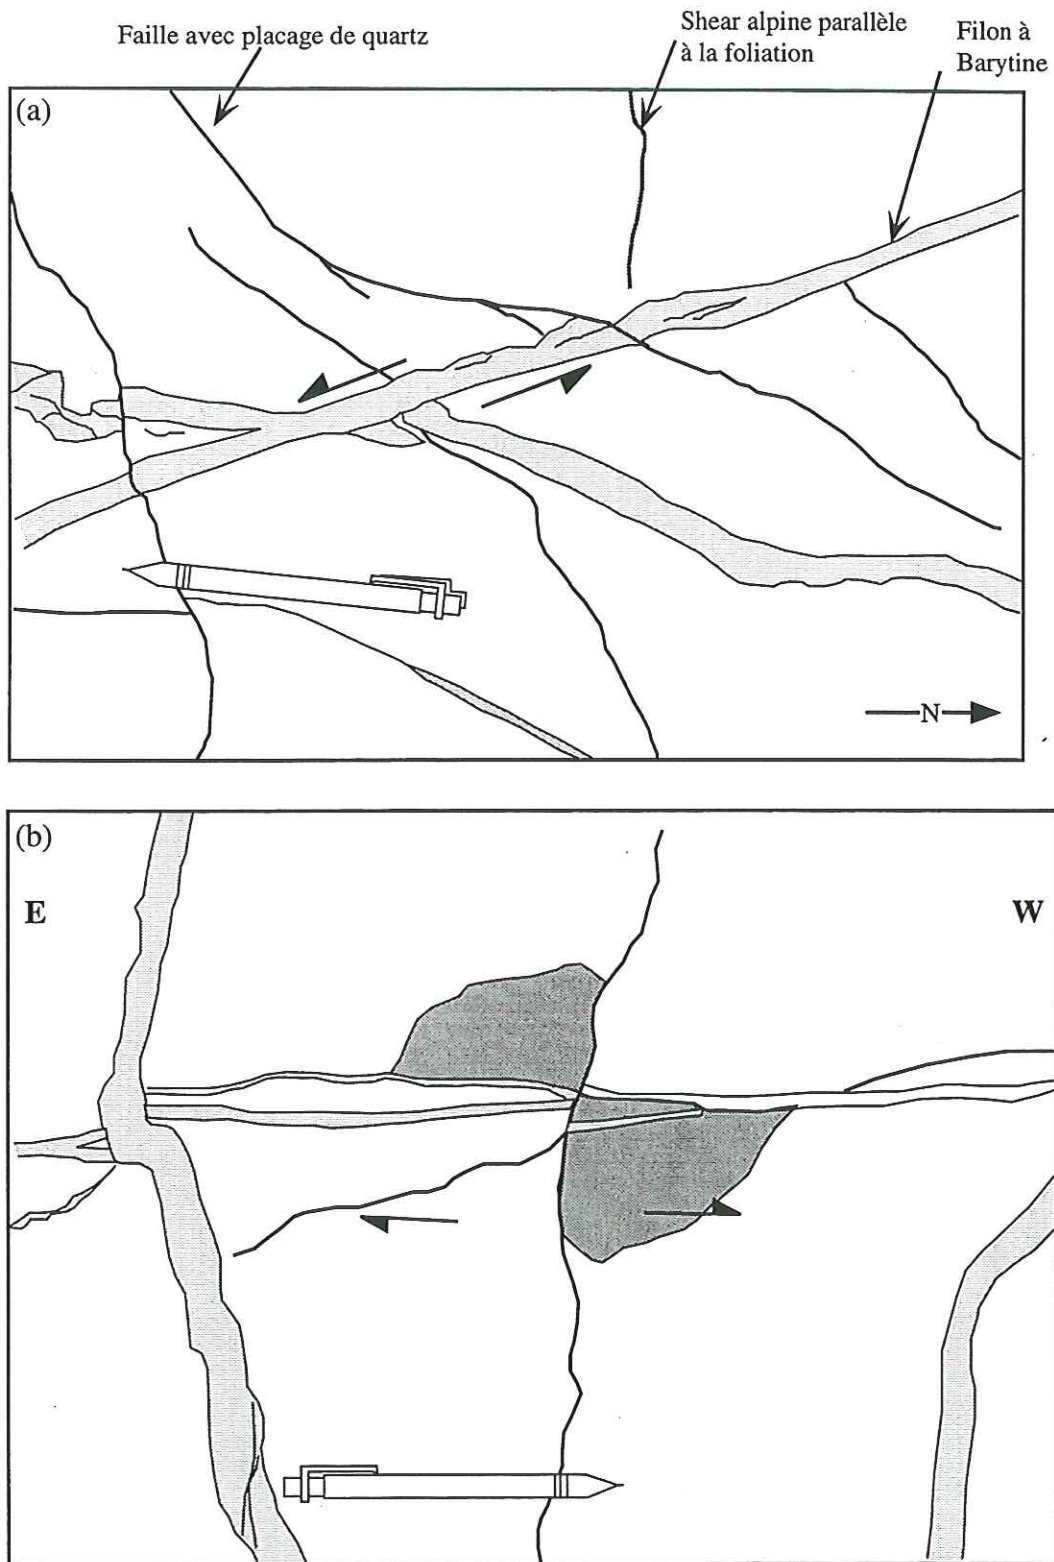 Faille avec placage de quartz
Shear alpine parallèle
à la foliation
Filon à
Barytine
(a)
N
(b)
E
W